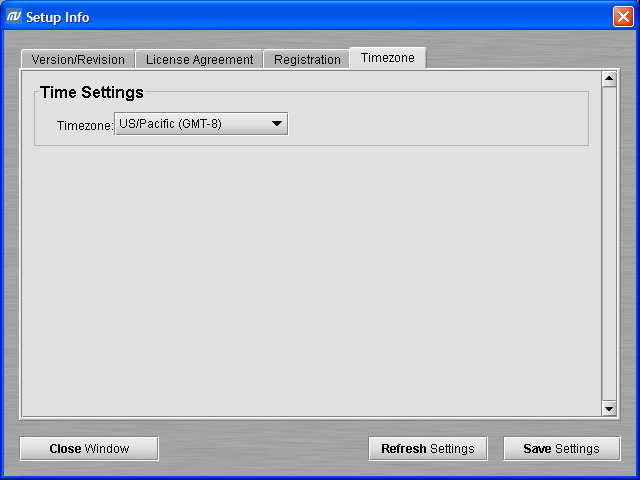 Setup Info
Version/Revision License Agreement Registration Timezone
Time Settings
Timezone: US/Pacific (GMT-8)
Close Window Refresh Settings Save Settings